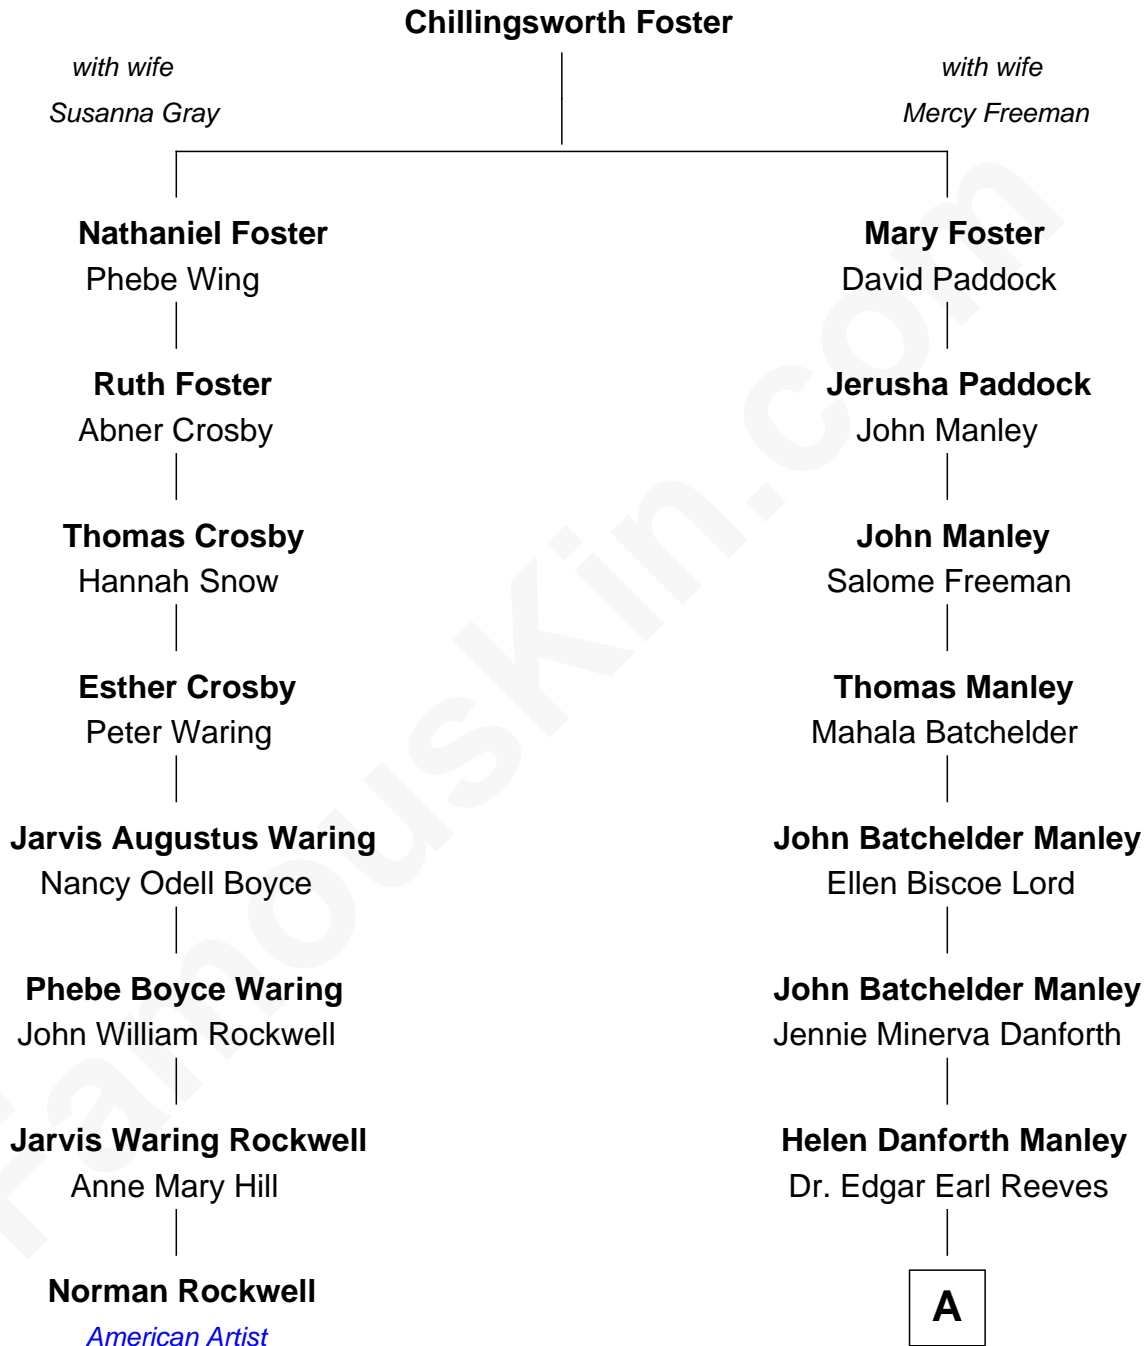 Chillingsworth Foster
with wife
Susanna Gray
with wife
Mercy Freeman
Nathaniel Foster
Phebe Wing
Mary Foster
David Paddock
Ruth Foster
Abner Crosby
Jerusha Paddock
John Manley
Thomas Crosby
Hannah Snow
John Manley
Salome Freeman
Esther Crosby
Peter Waring
Thomas Manley
Mahala Batchelder
Jarvis Augustus Waring
Nancy Odell Boyce
John Batchelder Manley
Ellen Biscoe Lord
Phebe Boyce Waring
John William Rockwell
John Batchelder Manley
Jennie Minerva Danforth
Jarvis Waring Rockwell
Anne Mary Hill
Helen Danforth Manley
Dr. Edgar Earl Reeves
Norman Rockwell
American Artist
A
FamousKin.com